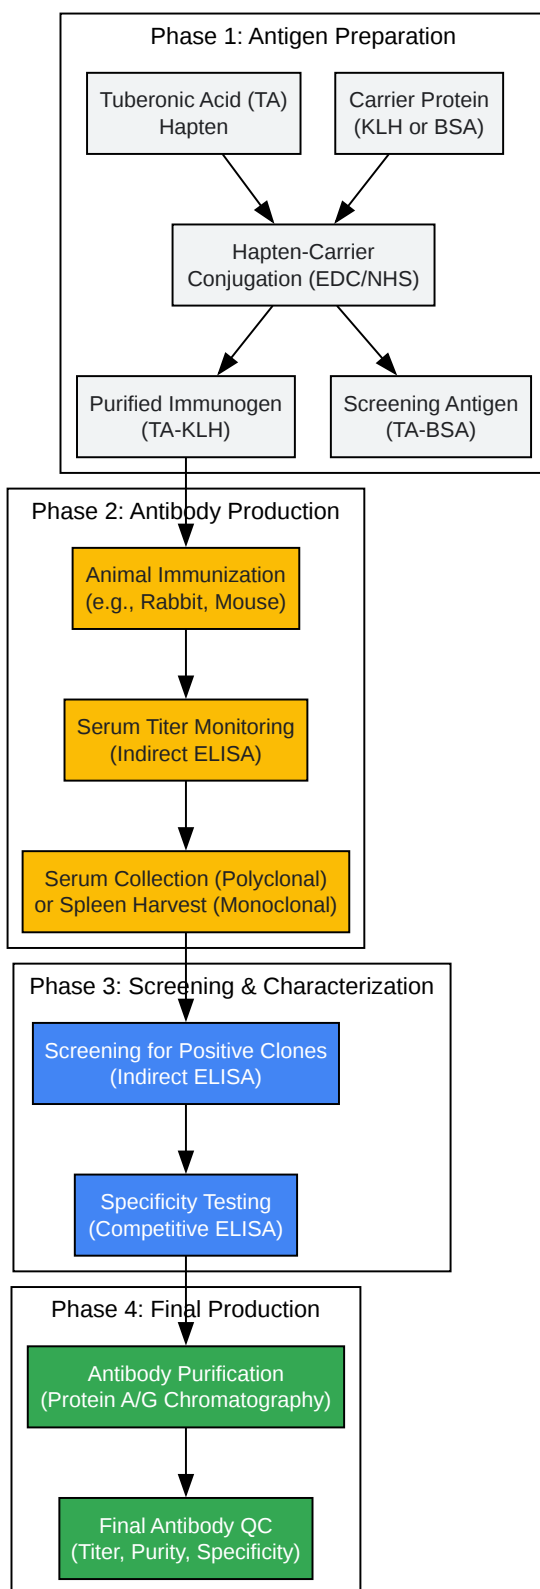 Phase 1: Antigen Preparation
Tuberonic Acid (TA)
Hapten
Carrier Protein
(KLH or BSA)
Hapten-Carrier
Conjugation (EDC/NHS)
Purified Immunogen
(TA-KLH)
Screening Antigen
(TA-BSA)
Phase 2: Antibody Production
Animal Immunization
(e.g., Rabbit, Mouse)
Serum Titer Monitoring
(Indirect ELISA)
Serum Collection (Polyclonal)
or Spleen Harvest (Monoclonal)
Phase 3: Screening & Characterization
Screening for Positive Clones
(Indirect ELISA)
Specificity Testing
(Competitive ELISA)
Phase 4: Final Production
Antibody Purification
(Protein A/G Chromatography)
Final Antibody QC
(Titer, Purity, Specificity)